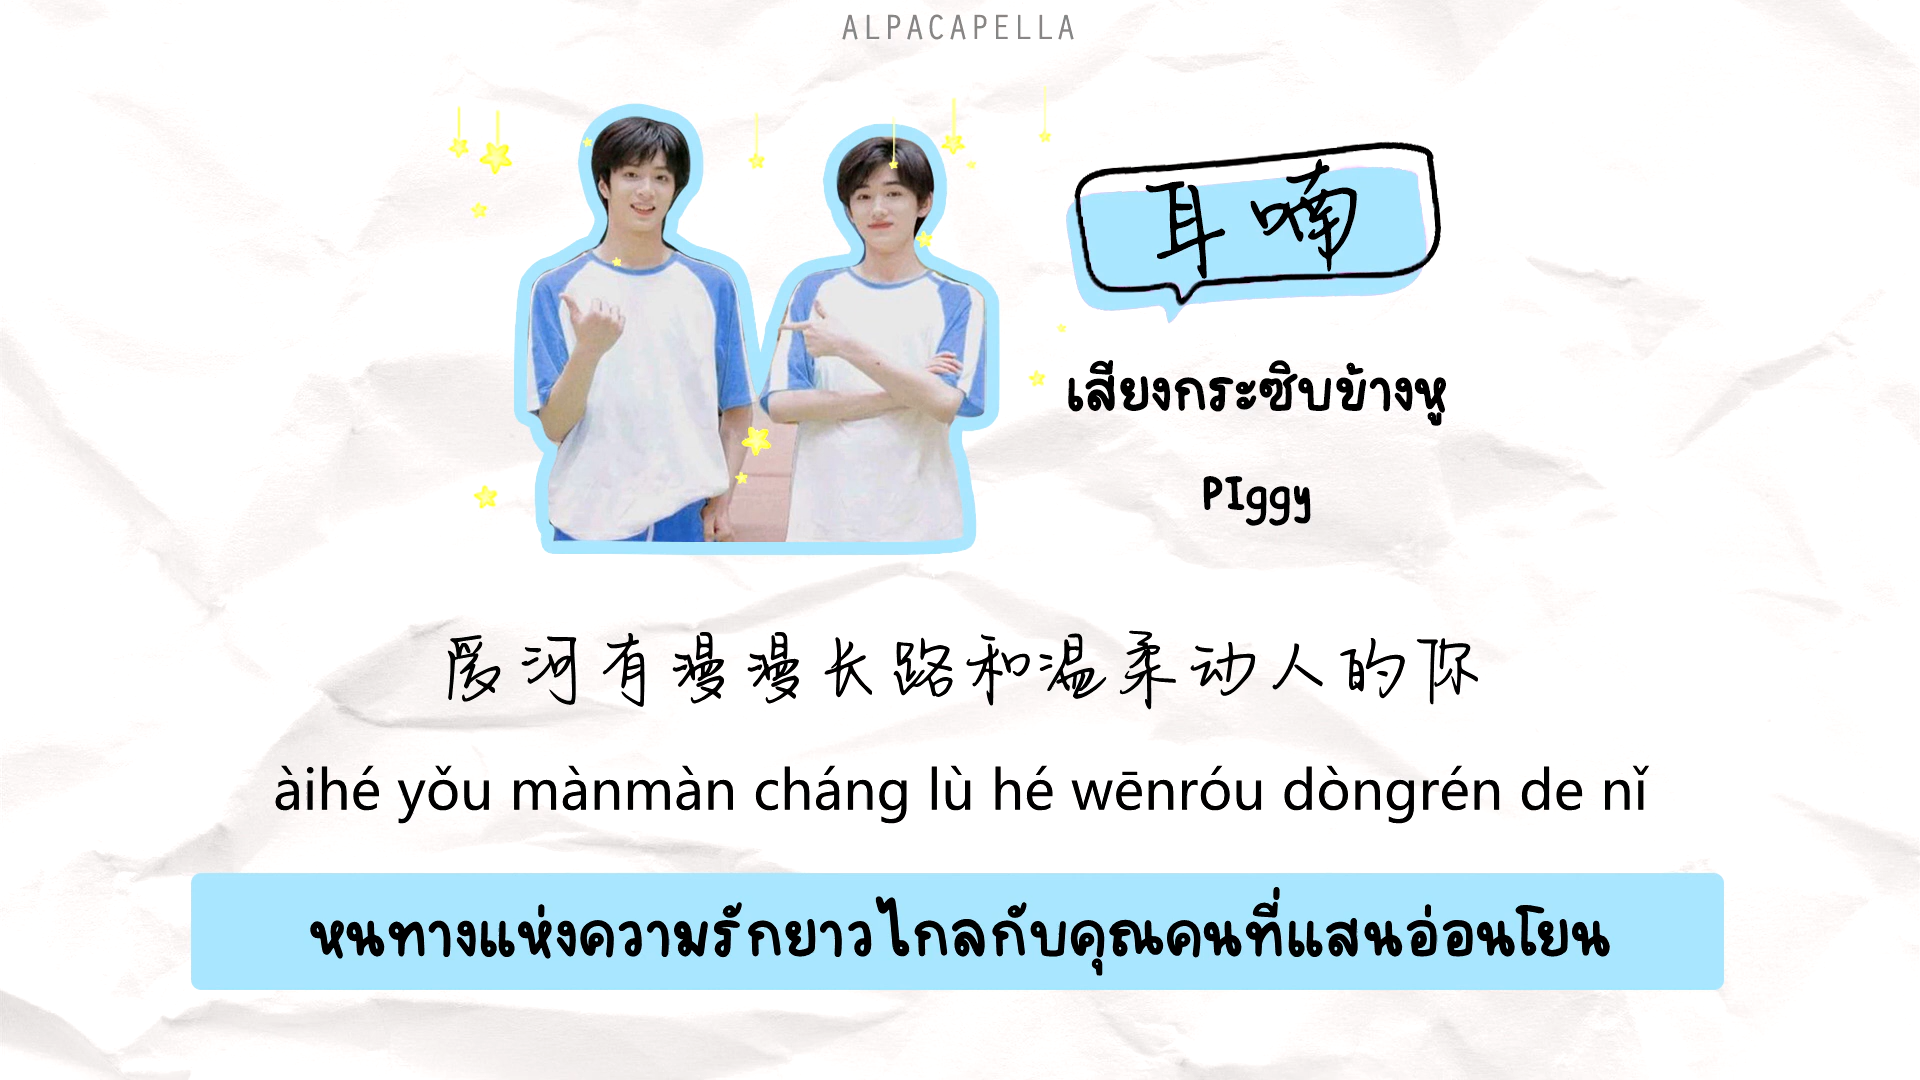 ALPACAPELLA
耳喃
เสียงกระซิบข้างหู
PIggy
爱河有漫漫长路和温柔动人的你
àihé yǒu mànmàn cháng lù hé wēnróu dòngrén de nǐ
หนทางแห่งความรักยาวไกลกับคุณคนที่แสนอ่อนโยน